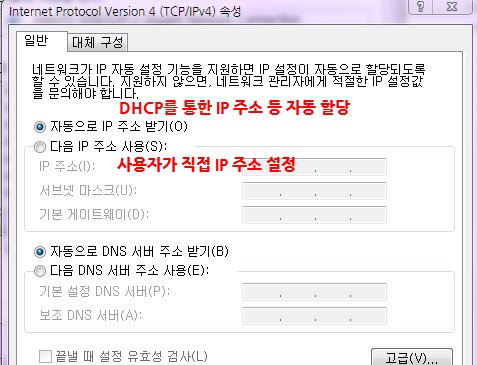 Internet Protocol Version 4 (TCP/IPv4) 속성
일반 대체 구성
네트워크가 IP 자동 설정 기능을 지원하면 IP 설정이 자동으로 할당되도록
할 수 있습니다. 지원하지 않으면, 네트워크 관리자에게 적절한 IP 설정값
을 문의해야 합니다.
DHCP를 통한 IP 주소 등 자동 할당
자동으로 IP 주소 받기(O)
다음 IP 주소 사용(S):
사용자가 직접 IP 주소 설정
IP 주소(I):
서브넷 마스크(U):
기본 게이트웨이(D):
자동으로 DNS 서버 주소 받기(B)
다음 DNS 서버 주소 사용(E):
기본 설정 DNS 서버(P):
보조 DNS 서버(A):
끝낼 때 설정 유효성 검사(L)
고급(V)...